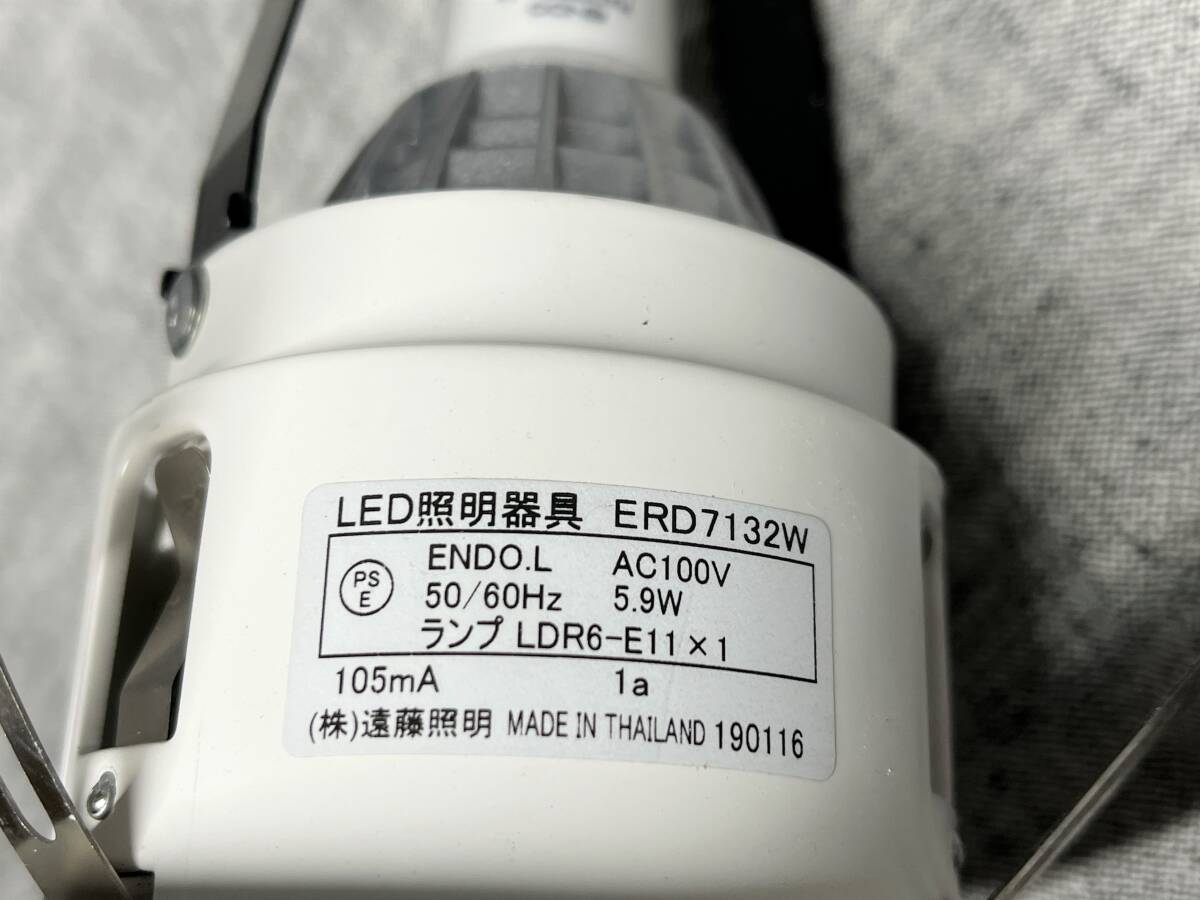 LED照明器具 ERD7132W
PS
E
ENDO.L AC100V
50/60Hz 5.9W
ランプ LDR6-E11×1
105mA 1a
(株)遠藤照明 MADE IN THAILAND 190116